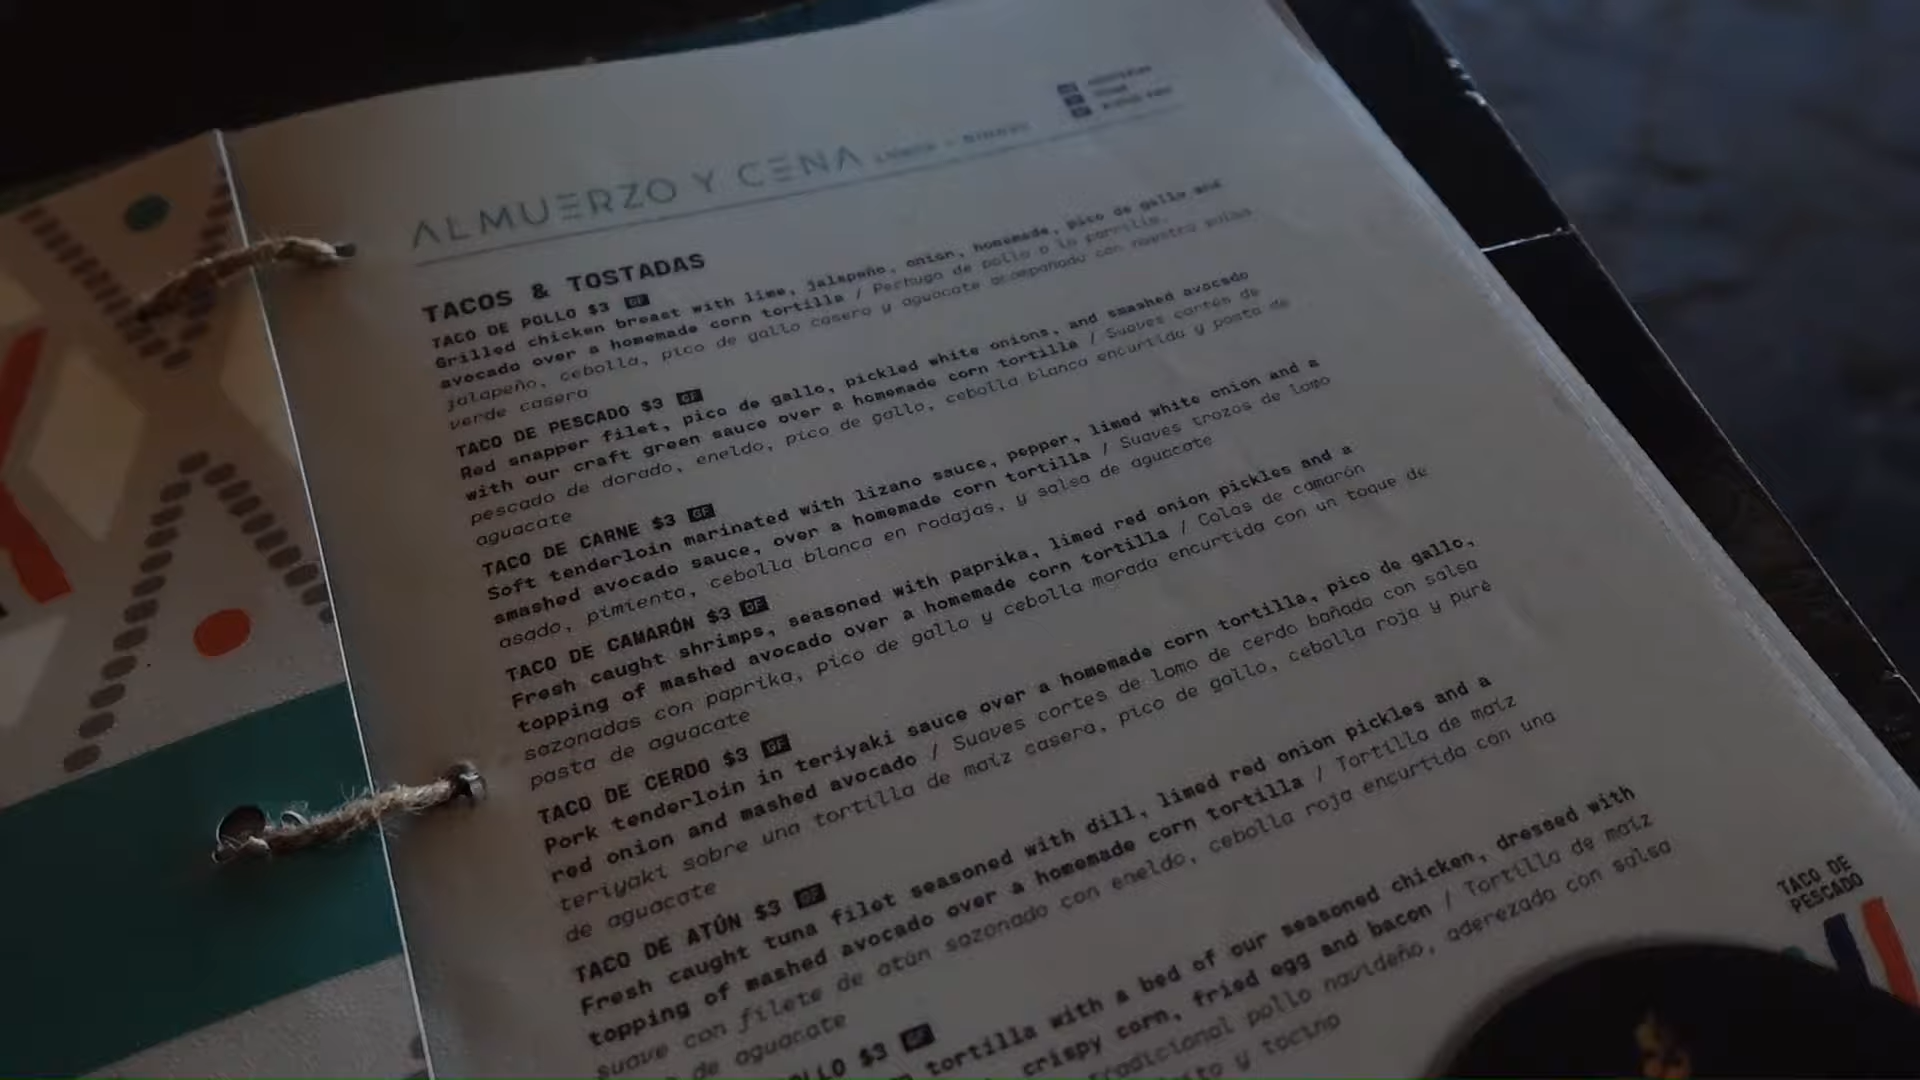 ALMUERZO Y CENA LUNCH + DINNER
TACOS & TOSTADAS
TACO DE POLLO $3 GF
Grilled chicken breast with lime, jalapeño, onion, homemade, pico de gallo and
avocado over a homemade corn tortilla / Pechuga de pollo a la parrilla,
jalapeño, cebolla, pico de gallo casero y aguacate acompañado con nuestra salsa
verde casera
TACO DE PESCADO $3 GF
Red snapper filet, pico de gallo, pickled white onions, and smashed avocado
with our craft green sauce over a homemade corn tortilla / Suaves cortes de
pescado de dorado, eneldo, pico de gallo, cebolla blanca encurtida y pasta de
aguacate
TACO DE CARNE $3 GF
Soft tenderloin marinated with lizano sauce, pepper, limed white onion and a
smashed avocado sauce, over a homemade corn tortilla / Suaves trozos de lomo
asado, pimienta, cebolla blanca en rodajas, y salsa de aguacate
TACO DE CAMARÓN $3 GF
Fresh caught shrimps, seasoned with paprika, limed red onion pickles and a
topping of mashed avocado over a homemade corn tortilla / Colas de camarón
sazonadas con paprika, pico de gallo y cebolla morada encurtida con un toque de
pasta de aguacate
TACO DE CERDO $3 GF
Pork tenderloin in teriyaki sauce over a homemade corn tortilla, pico de gallo,
red onion and mashed avocado / Suaves cortes de lomo de cerdo bañado con salsa
teriyaki sobre una tortilla de maíz casera, pico de gallo, cebolla roja y puré
de aguacate
TACO DE ATÚN $3 GF
Fresh caught tuna filet seasoned with dill, limed red onion pickles and a
topping of mashed avocado over a homemade corn tortilla / Tortilla de maíz
suave con filete de atún sazonado con eneldo, cebolla roja encurtida con una
de aguacate
OLLO $3 GF
tortilla with a bed of our seasoned chicken, dressed with
crispy corn, fried egg and bacon / Tortilla de maíz
tradicional pollo navideño, aderezado con salsa
y tocino
TACO DE
PESCADO